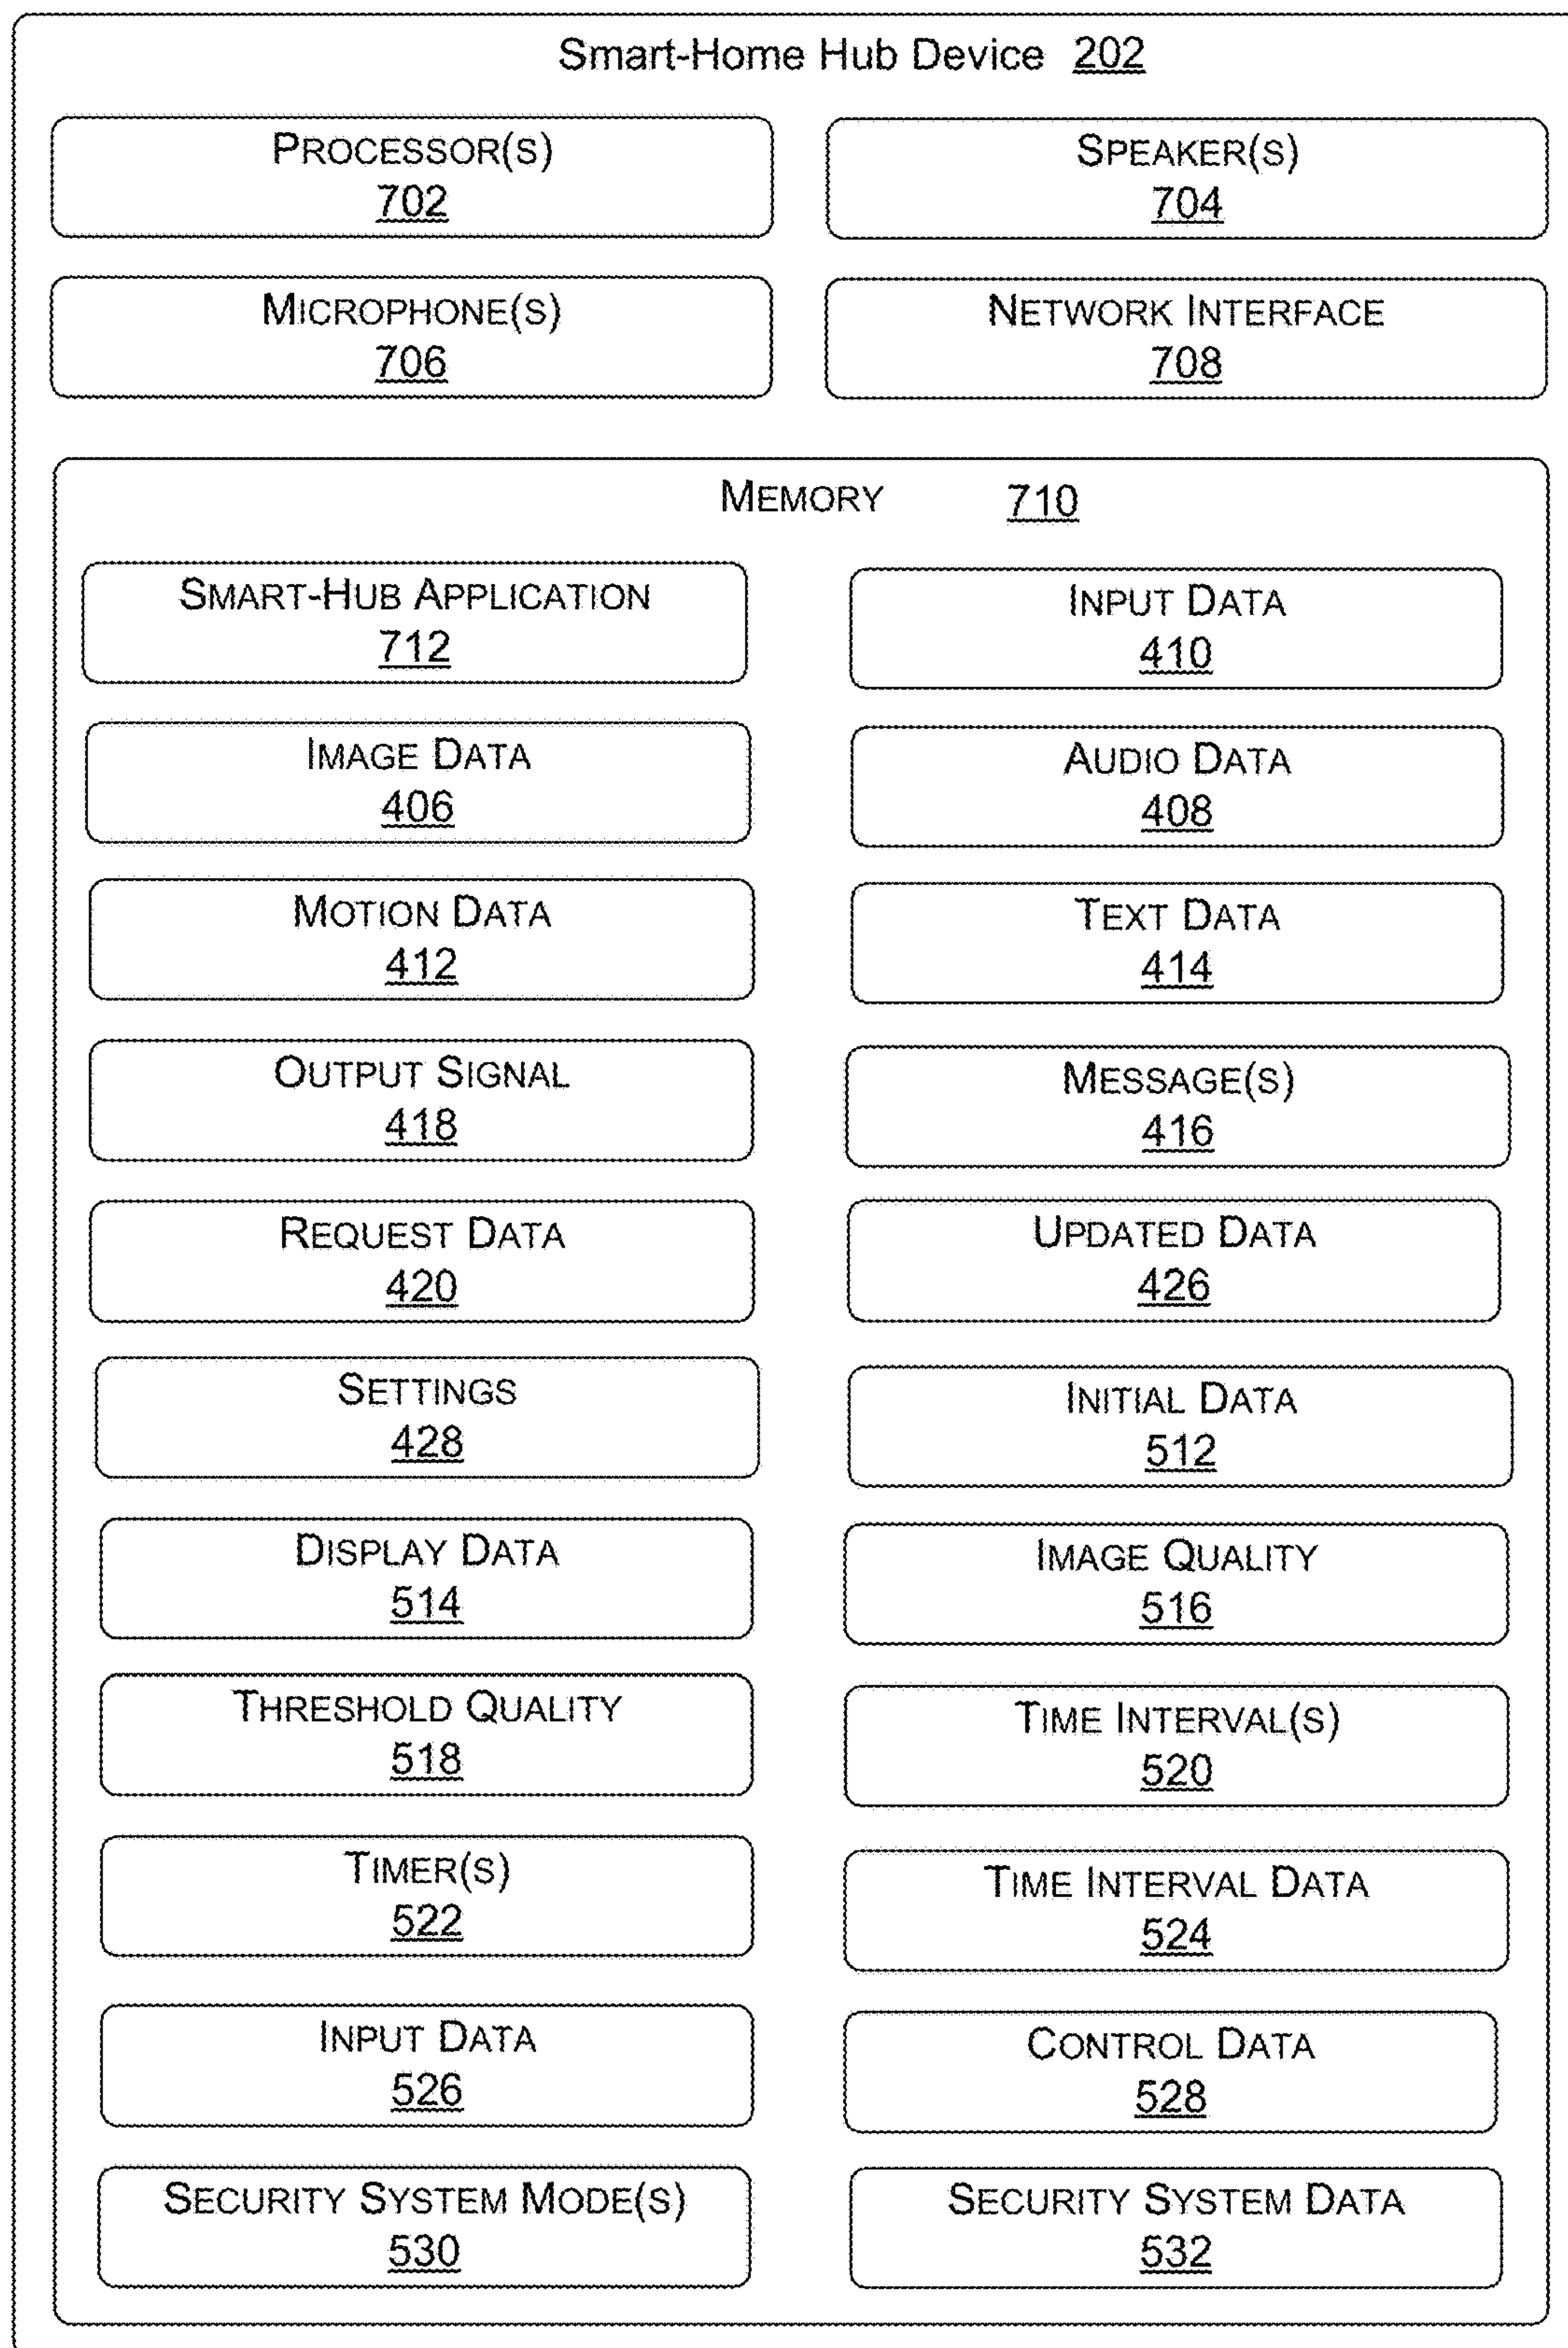 Smart-Home Hub Device 202
PROCESSOR(S)
702
SPEAKER(S)
704
MICROPHONE(S)
706
NETWORK INTERFACE
708
MEMORY 710
SMART-HUB APPLICATION
712
INPUT DATA
410
IMAGE DATA
406
AUDIO DATA
408
MOTION DATA
412
TEXT DATA
414
OUTPUT SIGNAL
418
MESSAGE(S)
416
REQUEST DATA
420
UPDATED DATA
426
SETTINGS
428
INITIAL DATA
512
DISPLAY DATA
514
IMAGE QUALITY
516
THRESHOLD QUALITY
518
TIME INTERVAL(S)
520
TIMER(S)
522
TIME INTERVAL DATA
524
INPUT DATA
526
CONTROL DATA
528
SECURITY SYSTEM MODE(S)
530
SECURITY SYSTEM DATA
532